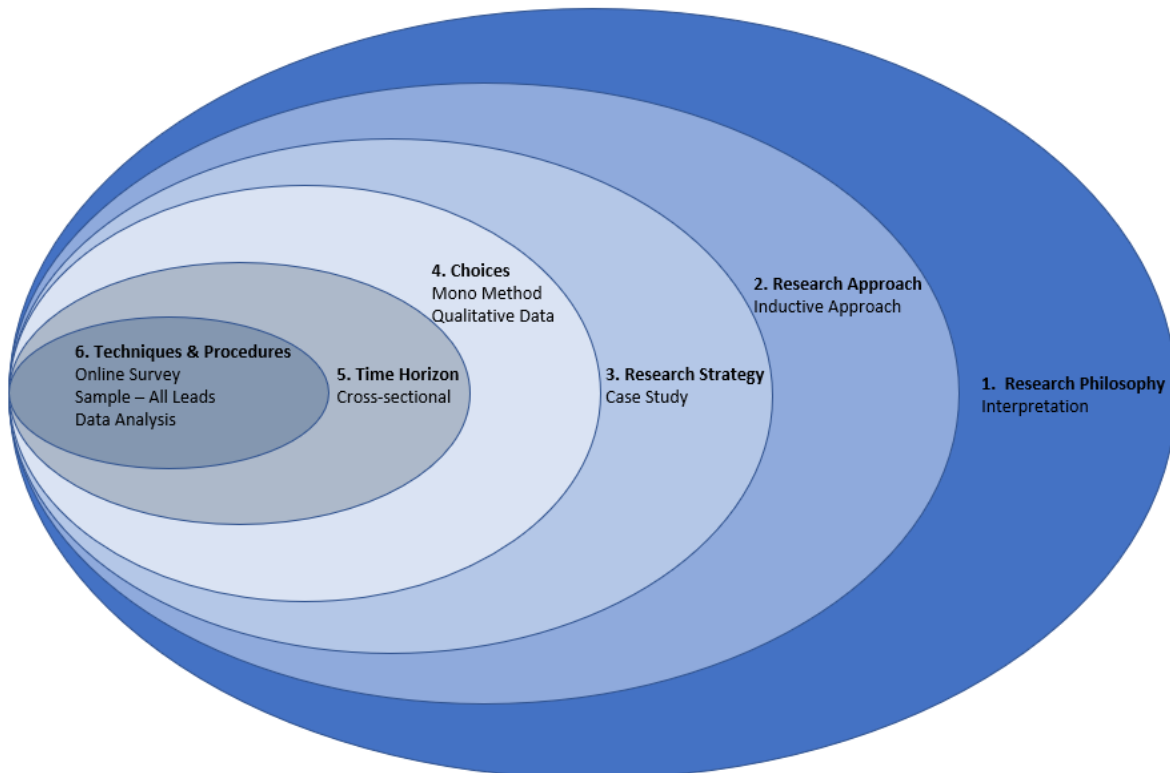 1. Research Philosophy
Interpretation
2. Research Approach
Inductive Approach
3. Research Strategy
Case Study
4. Choices
Mono Method
Qualitative Data
5. Time Horizon
Cross-sectional
6. Techniques & Procedures
Online Survey
Sample – All Leads
Data Analysis